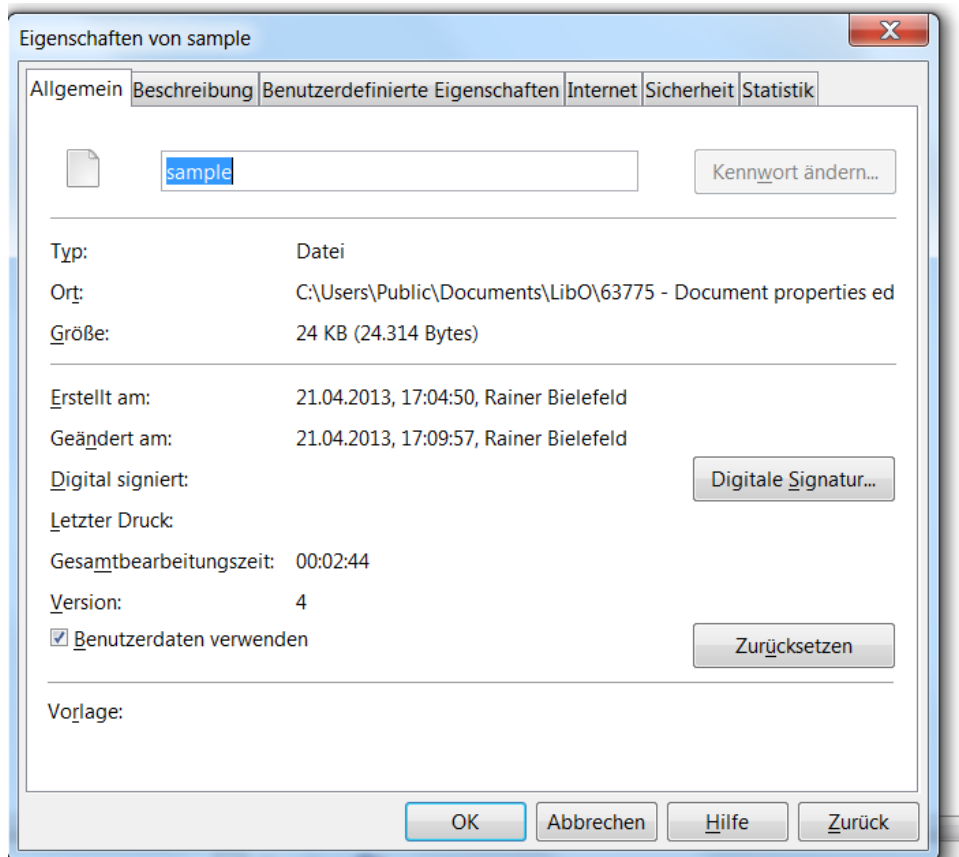 Eigenschaften von sample
Allgemein Beschreibung Benutzerdefinierte Eigenschaften Internet Sicherheit Statistik
sample Kennwort ändern...
Typ: Datei
Ort: C:\Users\Public\Documents\LibO\63775 - Document properties ed
Größe: 24 KB (24.314 Bytes)
Erstellt am: 21.04.2013, 17:04:50, Rainer Bielefeld
Geändert am: 21.04.2013, 17:09:57, Rainer Bielefeld
Digital signiert: Digitale Signatur...
Letzter Druck:
Gesamtbearbeitungszeit: 00:02:44
Version: 4
Benutzerdaten verwenden Zurücksetzen
Vorlage:
OK Abbrechen Hilfe Zurück